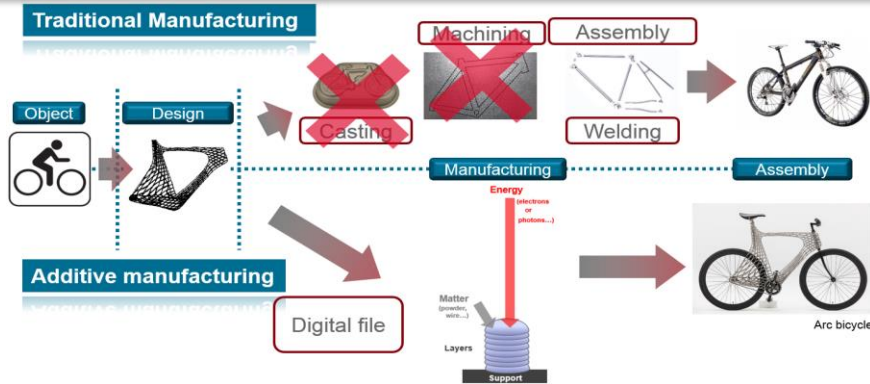 Traditional Manufacturing
Machining
Assembly
Object
Design
Casting
Welding
Manufacturing
Assembly
Energy
(electrons
or
photons...)
Additive manufacturing
Digital file
Matter
(powder,
wire...)
Layers
Support
Arc bicycle